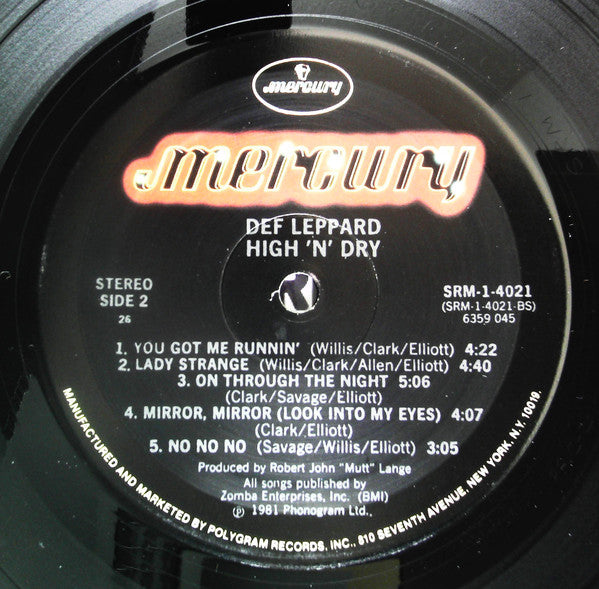 mercury
mercury
DEF LEPPARD
HIGH 'N' DRY
STEREO
SIDE 2
26
SRM-1-4021
(SRM-1-4021-BS)
6359 045
1. YOU GOT ME RUNNIN' (Willis/Clark/Elliott) 4:22
2. LADY STRANGE (Willis/Clark/Allen/Elliott) 4:40
3. ON THROUGH THE NIGHT 5:06
(Clark/Savage/Elliott)
4. MIRROR, MIRROR (LOOK INTO MY EYES) 4:07
(Clark/Elliott)
5. NO NO NO (Savage/Willis/Elliott) 3:05
Produced by Robert John "Mutt" Lange
All songs published by
Zomba Enterprises, Inc. (BMI)
℗ 1981 Phonogram Ltd.,
MANUFACTURED AND MARKETED BY POLYGRAM RECORDS, INC., 810 SEVENTH AVENUE, NEW YORK, N.Y. 10019.